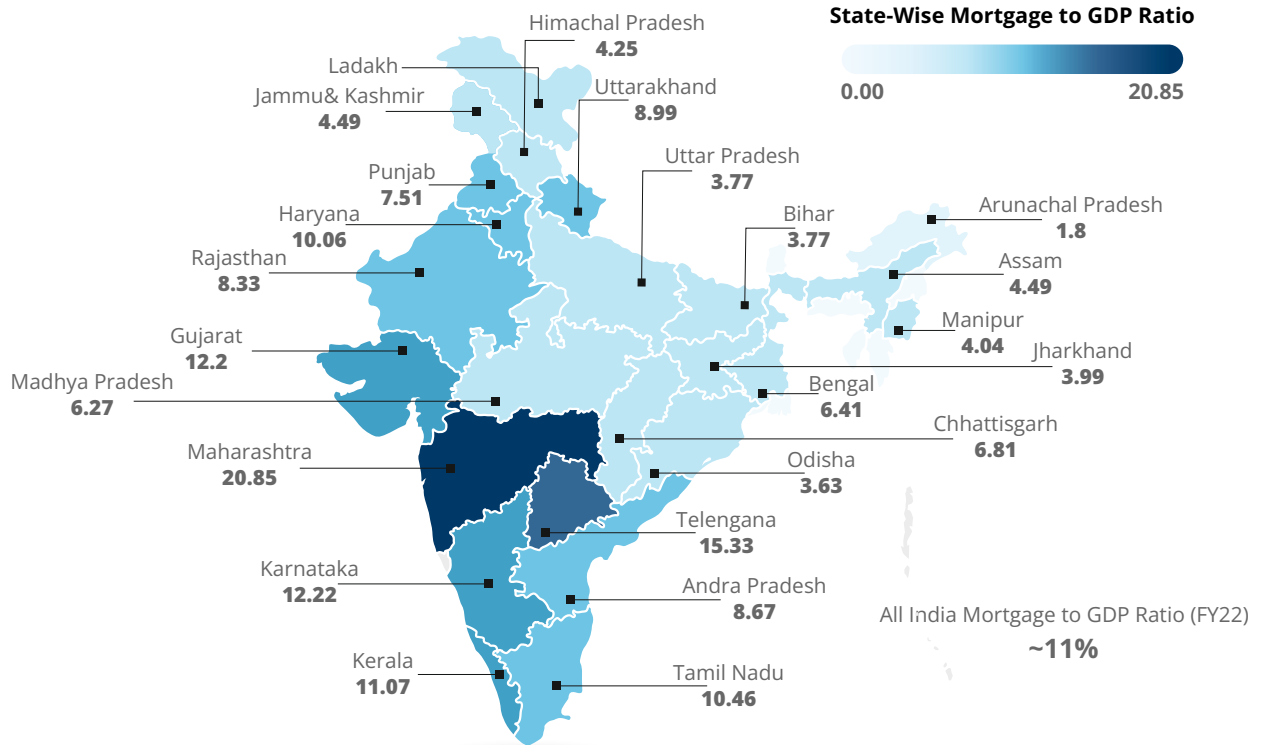 State-Wise Mortgage to GDP Ratio
0.00
20.85
Himachal Pradesh
4.25
Ladakh
Jammu& Kashmir
4.49
Uttarakhand
8.99
Uttar Pradesh
3.77
Punjab
7.51
Haryana
10.06
Bihar
3.77
Arunachal Pradesh
1.8
Rajasthan
8.33
Assam
4.49
Manipur
4.04
Gujarat
12.2
Jharkhand
3.99
Madhya Pradesh
6.27
Bengal
6.41
Chhattisgarh
6.81
Maharashtra
20.85
Odisha
3.63
Telengana
15.33
Karnataka
12.22
Andra Pradesh
8.67
All India Mortgage to GDP Ratio (FY22)
~11%
Kerala
11.07
Tamil Nadu
10.46